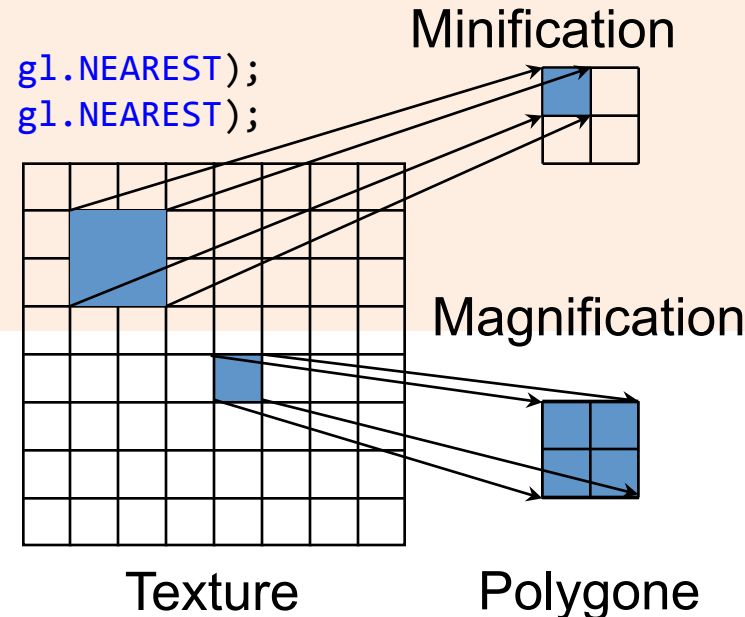 Minification
gl.NEAREST);
gl.NEAREST);
Magnification
Texture
Polygone